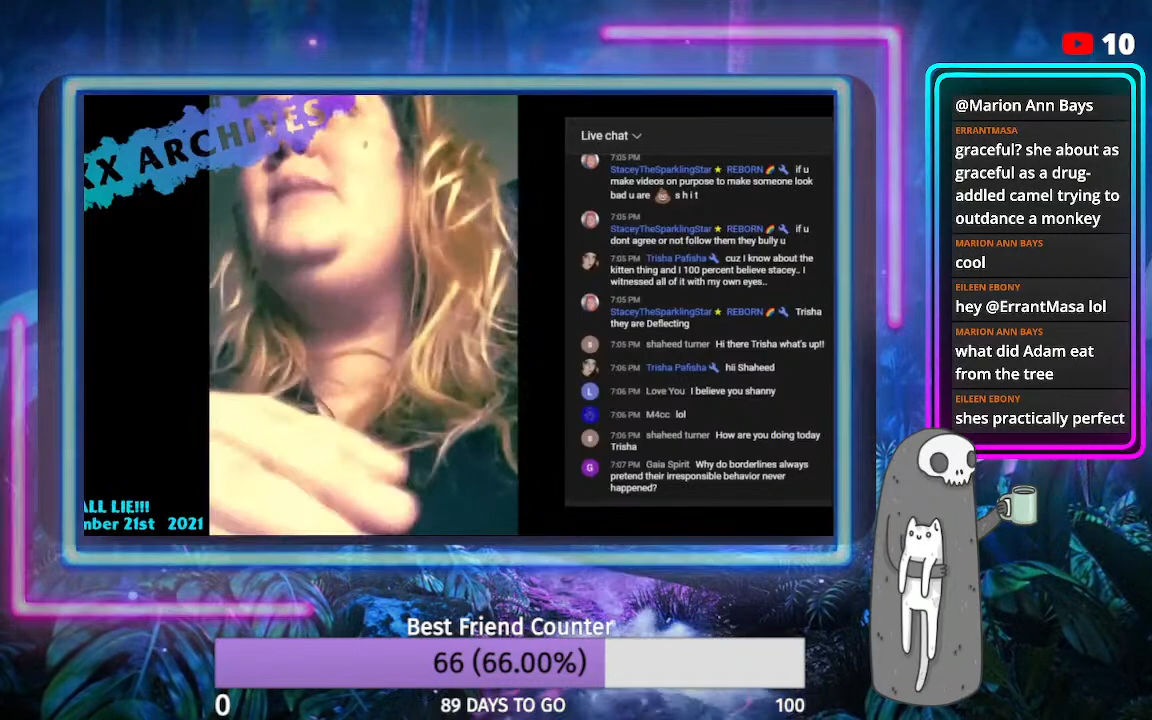 10
XX ARCHIVES
ALL LIE!!!
mber 21st 2021
Live chat
7:05 PM
StaceyTheSparklingStar ★ REBORN 🌈 🔧 if u
make videos on purpose to make someone look
bad u are 💩 s h i t
7:05 PM
StaceyTheSparklingStar ★ REBORN 🌈 🔧 if u
dont agree or not follow them they bully u
7:05 PM Trisha Pafisha 🔧 cuz I know about the
kitten thing and I 100 percent believe stacey.. I
witnessed all of it with my own eyes..
7:05 PM
StaceyTheSparklingStar ★ REBORN 🌈 🔧 Trisha
they are Deflecting
7:05 PM shaheed turner Hi there Trisha what's up!!
7:06 PM Trisha Pafisha 🔧 hii Shaheed
7:06 PM Love You I believe you shanny
7:06 PM M4cc lol
7:06 PM shaheed turner How are you doing today
Trisha
7:07 PM Gaia Spirit Why do borderlines always
pretend their irresponsible behavior never
happened?
@Marion Ann Bays
ERRANTMASA
graceful? she about as
graceful as a drug-
addled camel trying to
outdance a monkey
MARION ANN BAYS
cool
EILEEN EBONY
hey @ErrantMasa lol
MARION ANN BAYS
what did Adam eat
from the tree
EILEEN EBONY
shes practically perfect
Best Friend Counter
66 (66.00%)
0
89 DAYS TO GO
100